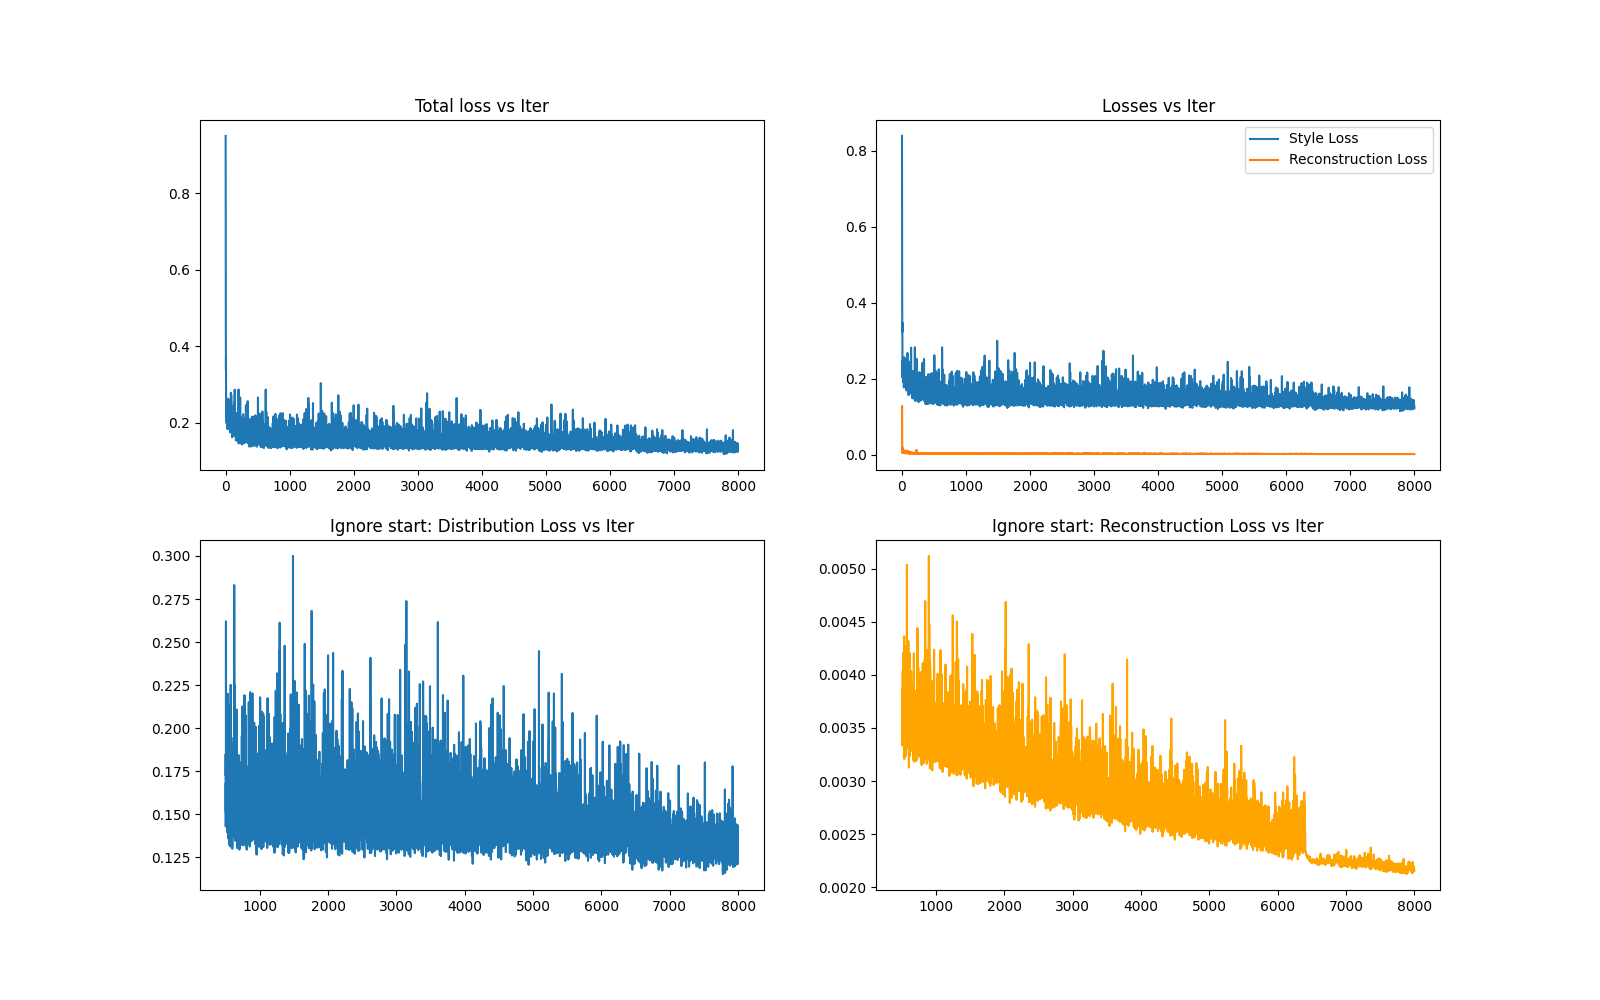 Total loss vs Iter
0.8
0.6
0.4
0.2
0 1000 2000 3000 4000 5000 6000 7000 8000
Losses vs Iter
Style Loss
Reconstruction Loss
0.8
0.6
0.4
0.2
0.0
0 1000 2000 3000 4000 5000 6000 7000 8000
Ignore start: Distribution Loss vs Iter
0.300
0.275
0.250
0.225
0.200
0.175
0.150
0.125
1000 2000 3000 4000 5000 6000 7000 8000
Ignore start: Reconstruction Loss vs Iter
0.0050
0.0045
0.0040
0.0035
0.0030
0.0025
0.0020
1000 2000 3000 4000 5000 6000 7000 8000